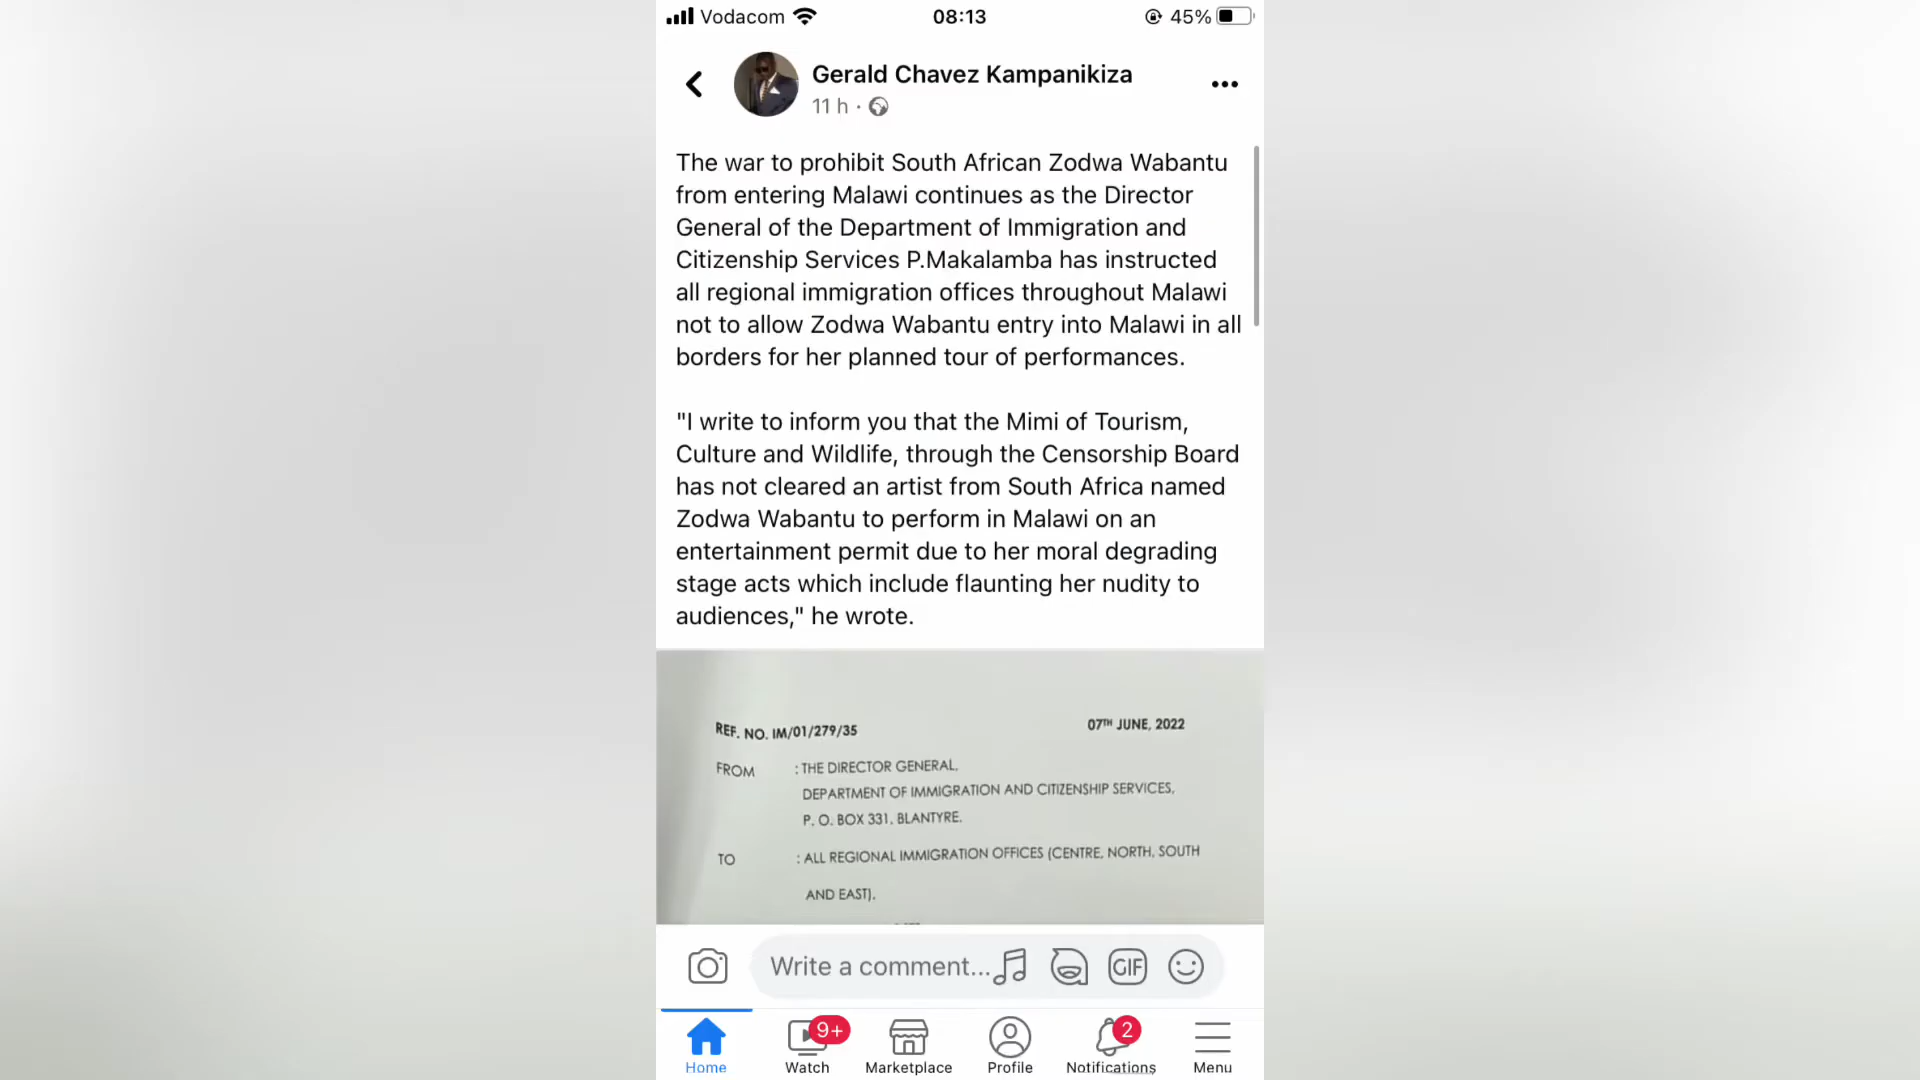 Vodacom 08:13 45%
Gerald Chavez Kampanikiza
11 h ·
The war to prohibit South African Zodwa Wabantu
from entering Malawi continues as the Director
General of the Department of Immigration and
Citizenship Services P.Makalamba has instructed
all regional immigration offices throughout Malawi
not to allow Zodwa Wabantu entry into Malawi in all
borders for her planned tour of performances.
"I write to inform you that the Mimi of Tourism,
Culture and Wildlife, through the Censorship Board
has not cleared an artist from South Africa named
Zodwa Wabantu to perform in Malawi on an
entertainment permit due to her moral degrading
stage acts which include flaunting her nudity to
audiences," he wrote.
REF. NO. IM/01/279/35 07TH JUNE, 2022
FROM : THE DIRECTOR GENERAL,
DEPARTMENT OF IMMIGRATION AND CITIZENSHIP SERVICES,
P. O. BOX 331, BLANTYRE.
TO : ALL REGIONAL IMMIGRATION OFFICES (CENTRE, NORTH, SOUTH
AND EAST).
Write a comment... GIF
9+ 2
Home Watch Marketplace Profile Notifications Menu